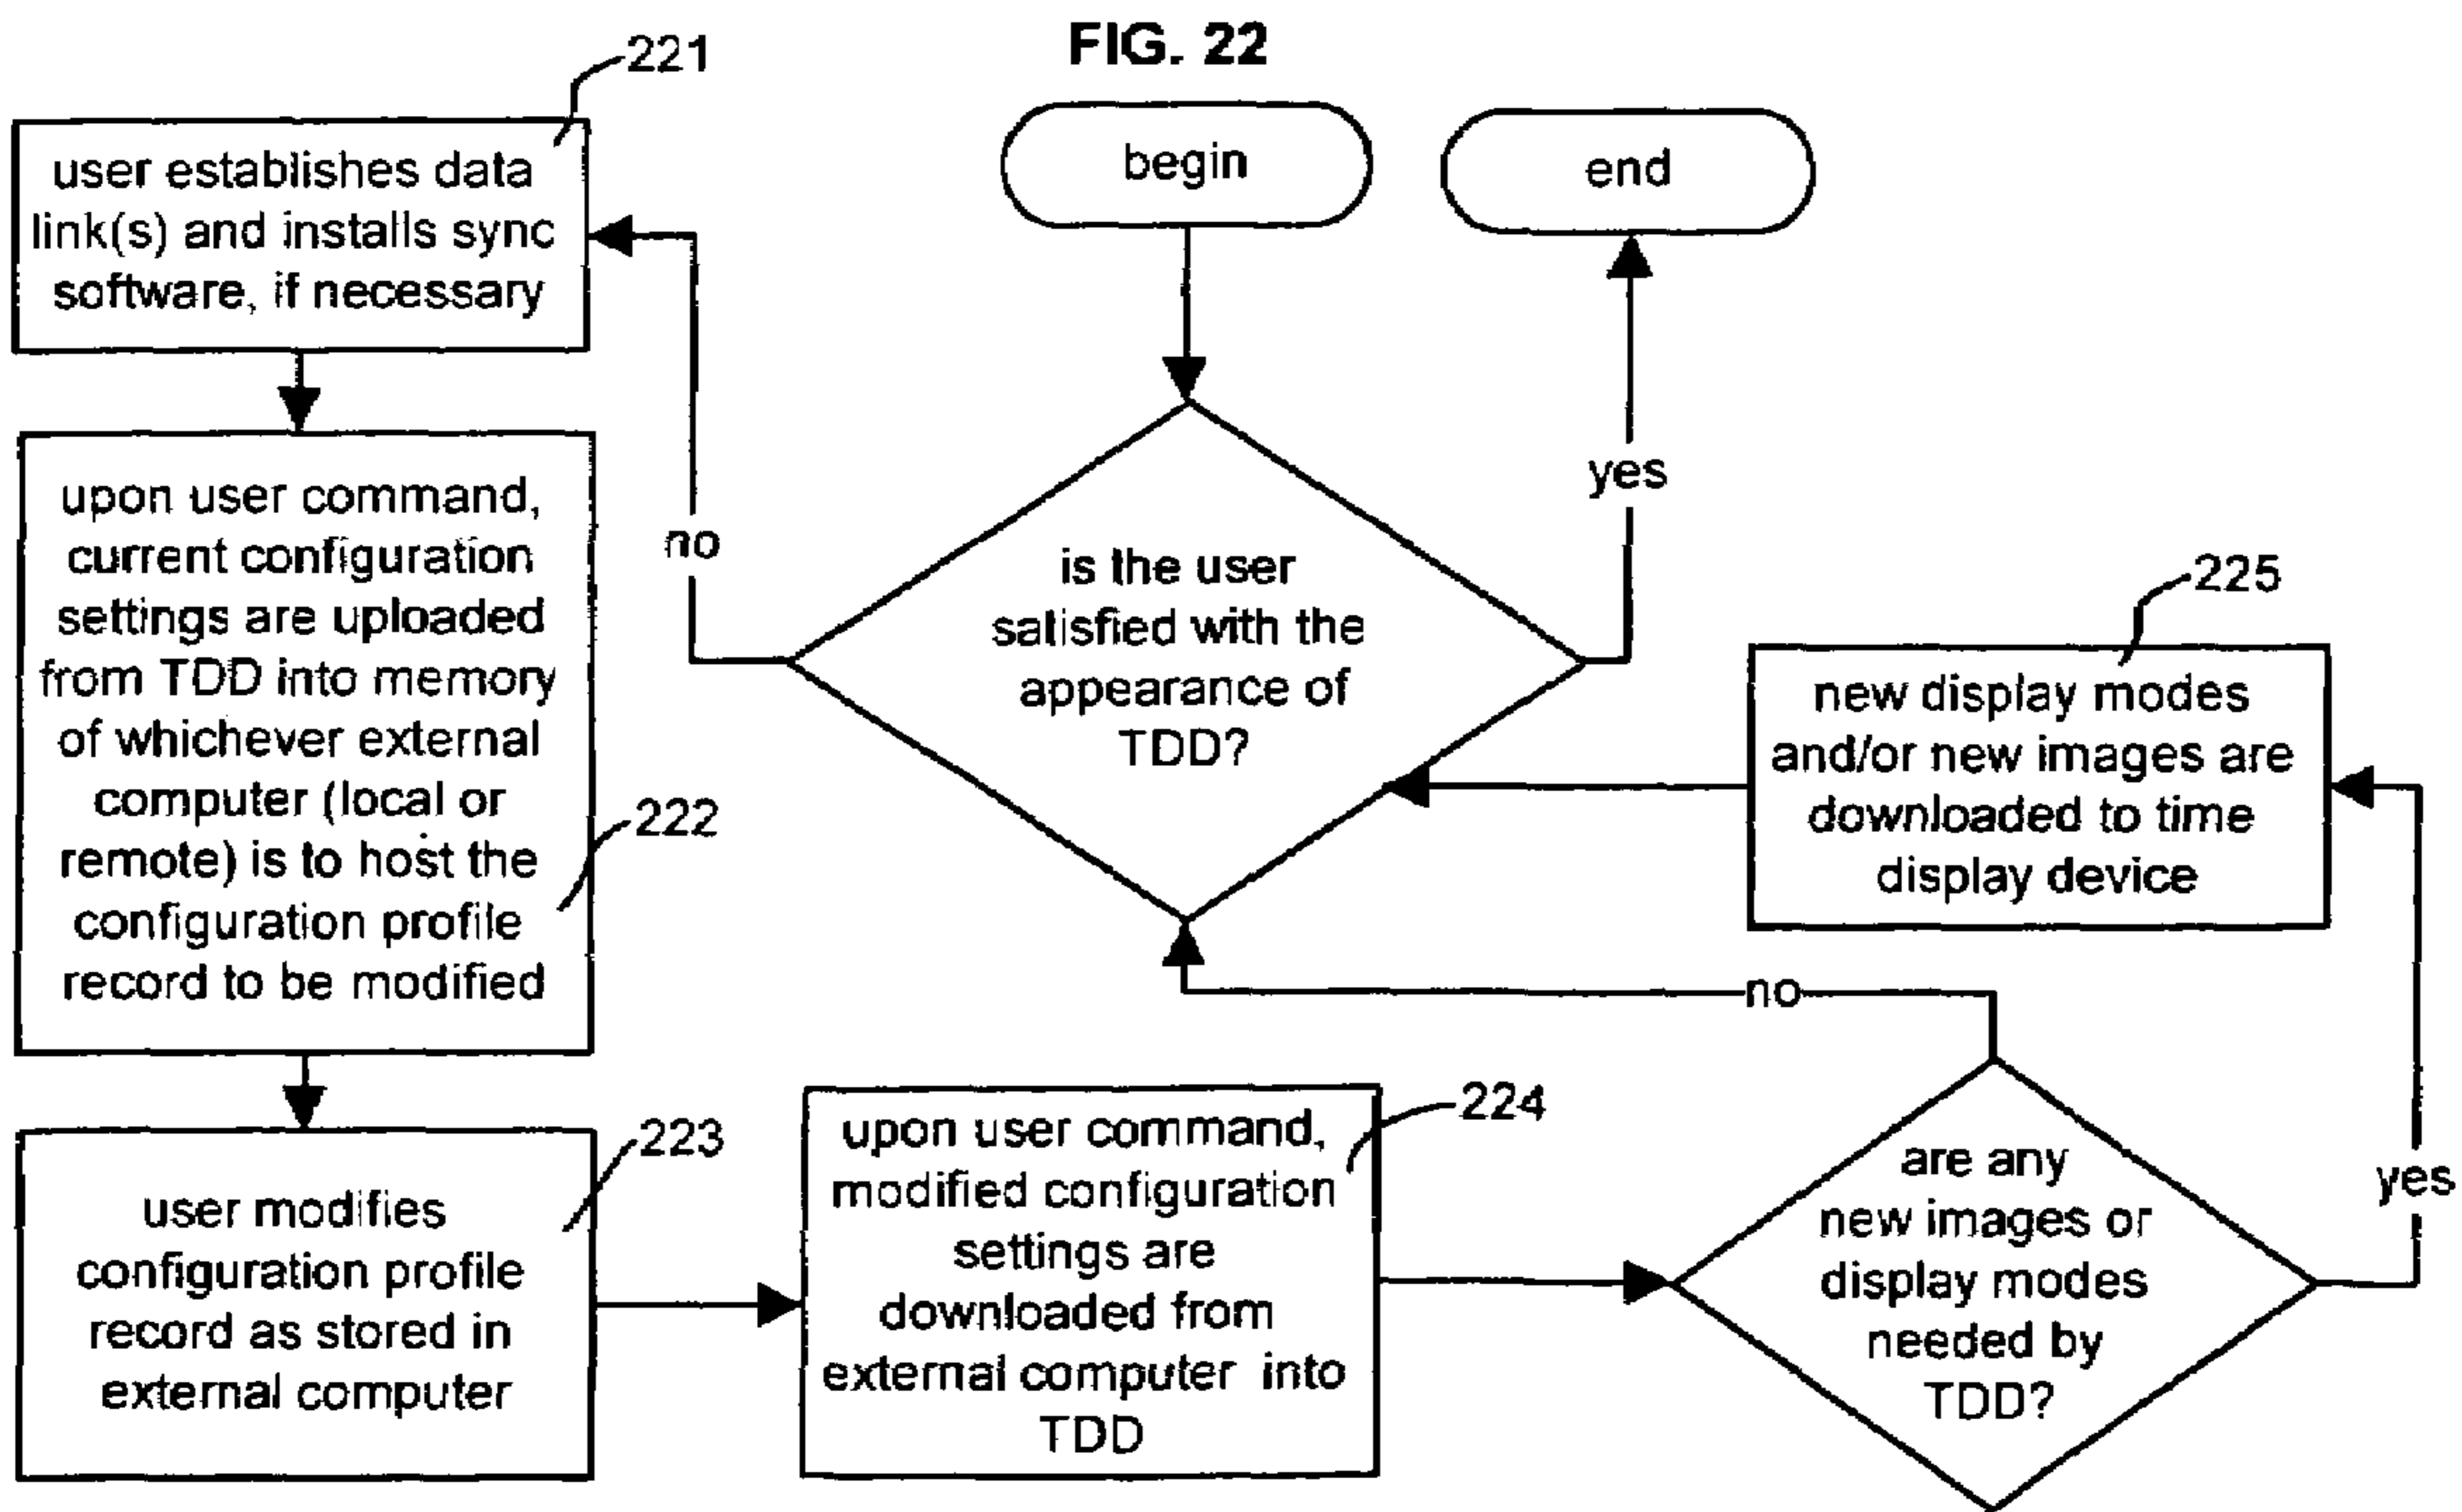 FIG. 22
221
user establishes data
link(s) and installs sync
software, if necessary
begin
end
no
yes
is the user
satisfied with the
appearance of
TDD?
upon user command,
current configuration
settings are uploaded
from TDD into memory
of whichever external
computer (local or
remote) is to host the
configuration profile
record to be modified
222
225
new display modes
and/or new images are
downloaded to time
display device
no
223
user modifies
configuration profile
record as stored in
external computer
224
upon user command,
modified configuration
settings are
downloaded from
external computer into
TDD
are any
new images or
display modes
needed by
TDD?
yes